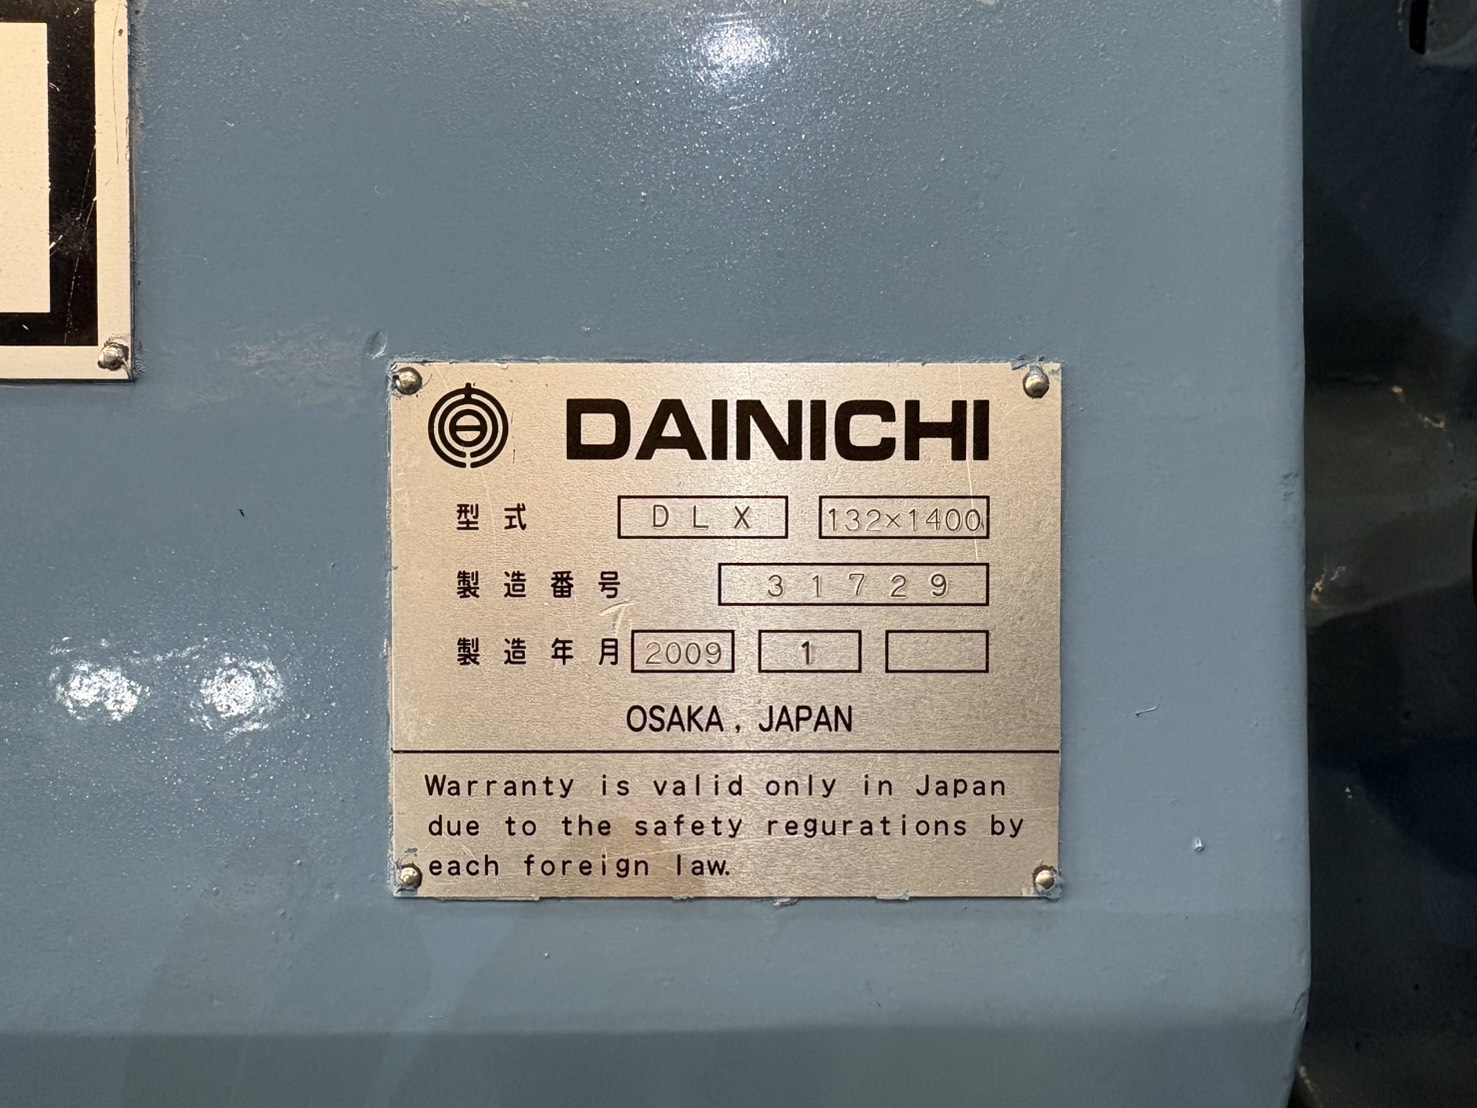 DAINICHI
型式 DLX 132×1400
製造番号 31729
製造年月 2009 1
OSAKA, JAPAN
Warranty is valid only in Japan
due to the safety regurations by
each foreign law.